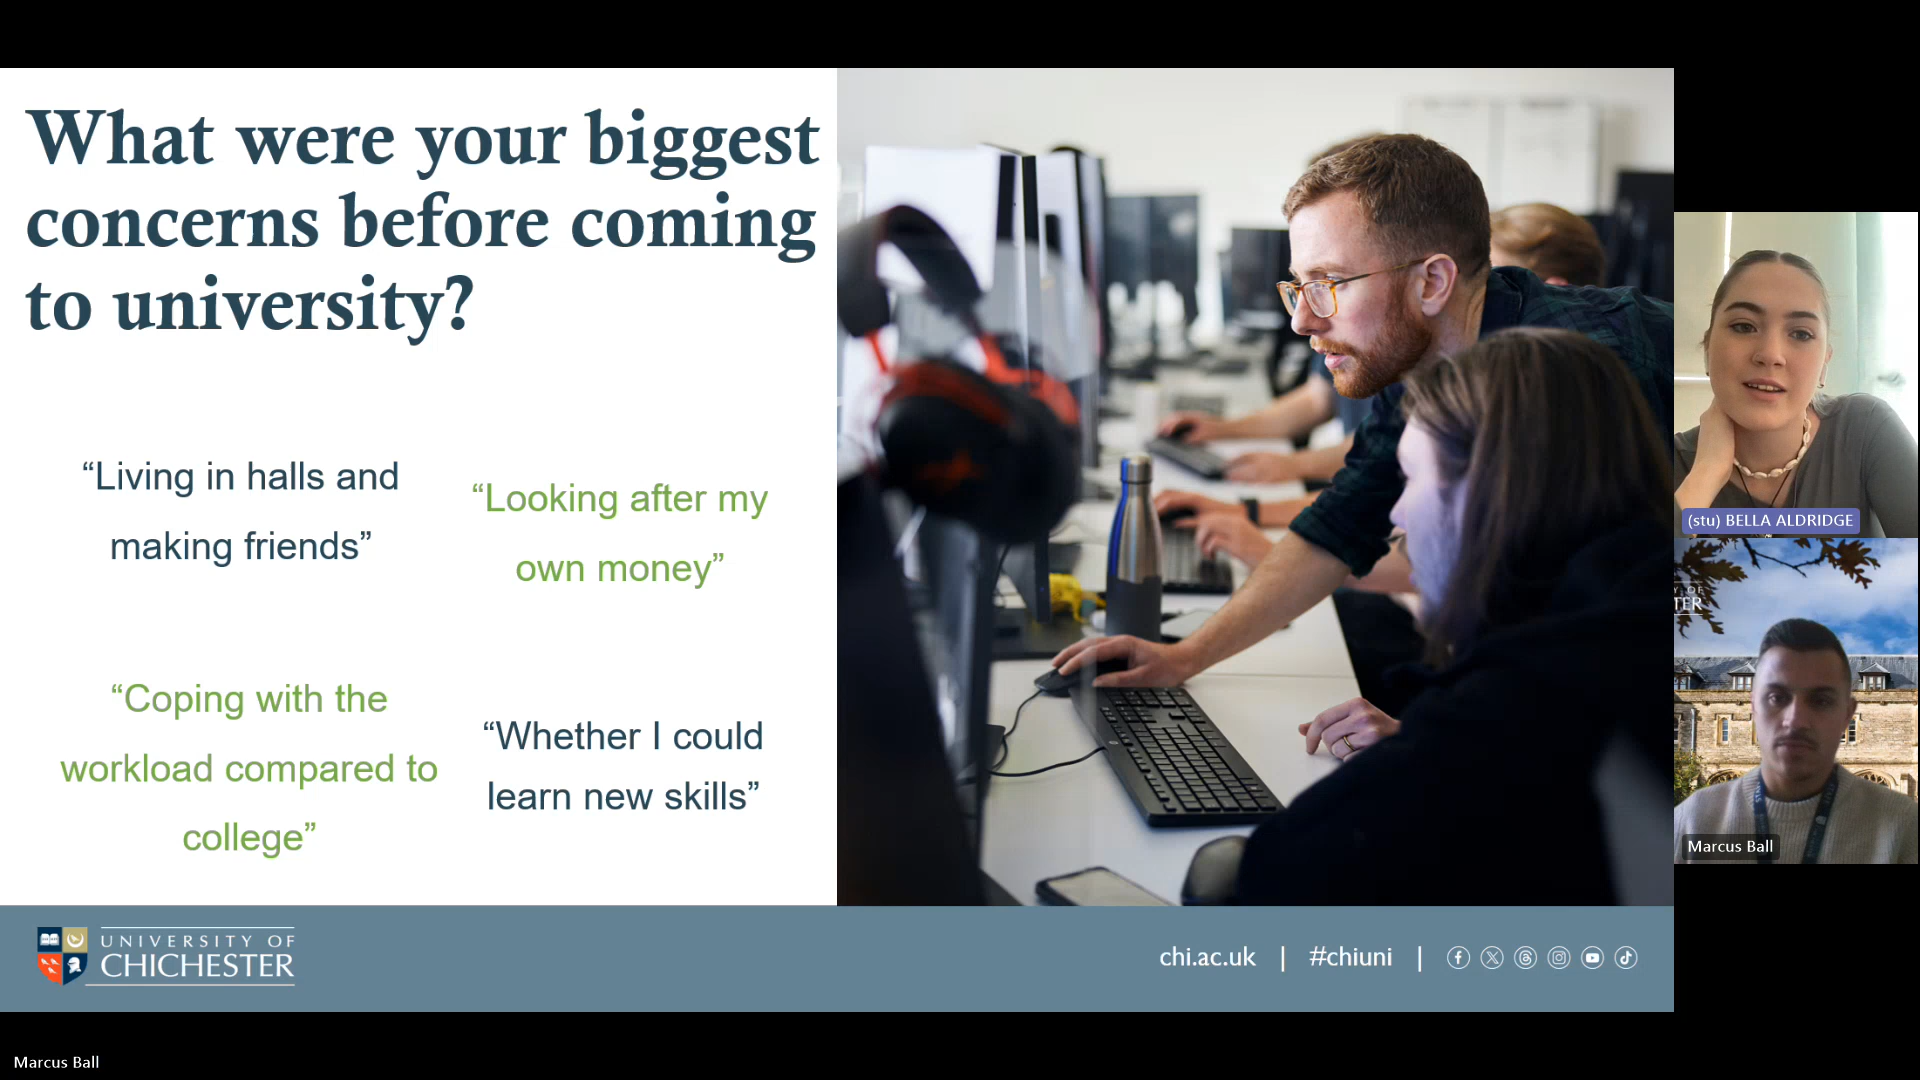 What were your biggest
concerns before coming
to university?
“Living in halls and
making friends”
“Looking after my
own money”
“Coping with the
workload compared to
college”
“Whether I could
learn new skills”
UNIVERSITY OF
CHICHESTER
chi.ac.uk | #chiuni |
(stu) BELLA ALDRIDGE
Y OF
TER
Marcus Ball
Marcus Ball